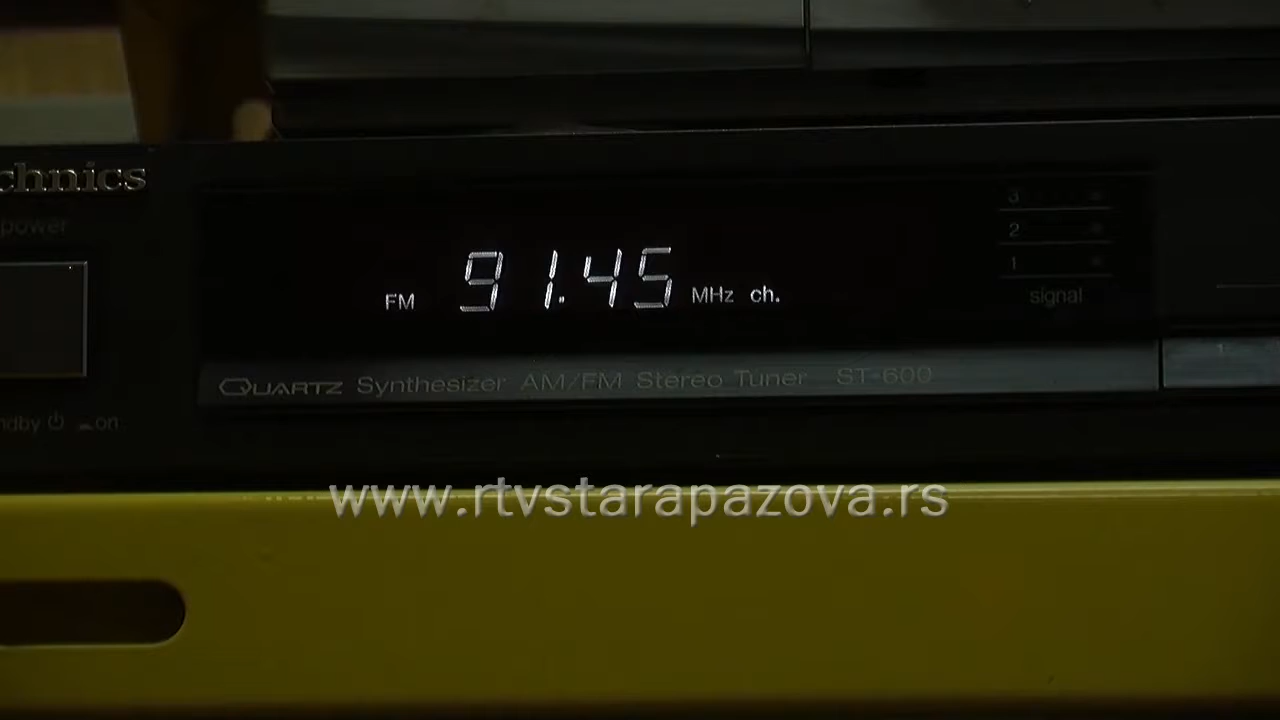 chnics
power
FM 91.45 MHz ch.
3
2
1
signal
QUARTZ Synthesizer AM/FM Stereo Tuner ST-600
ndby ⏻ on
www.rtvstarapazova.rs